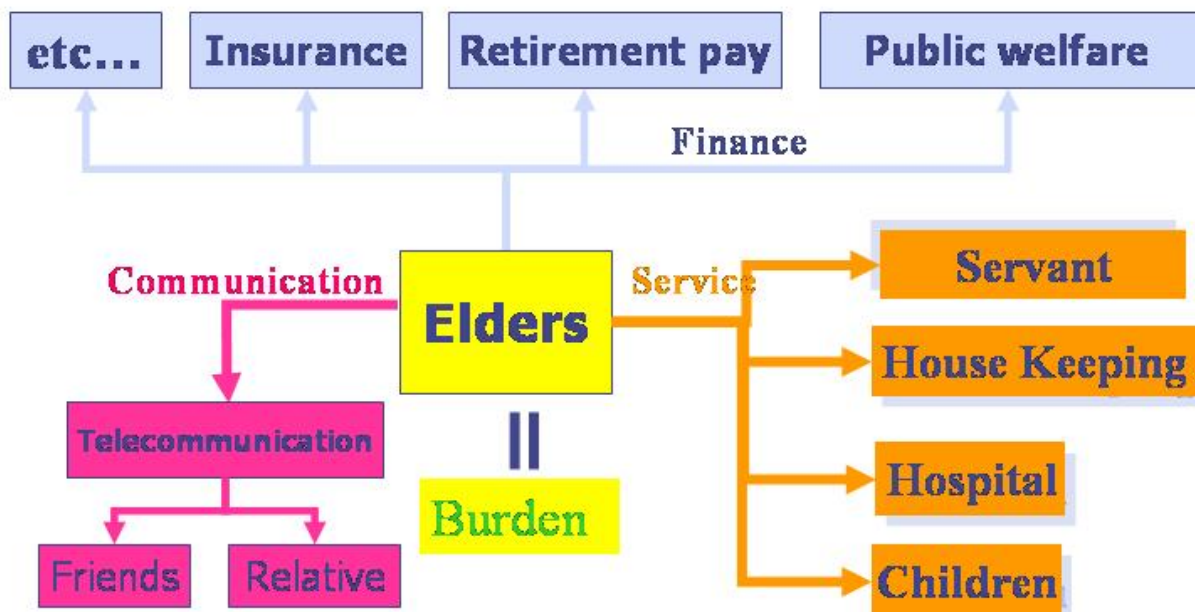 etc...
Insurance
Retirement pay
Public welfare
Finance
Communication
Elders
Service
Servant
House Keeping
Telecommunication
Hospital
Burden
Friends
Relative
Children